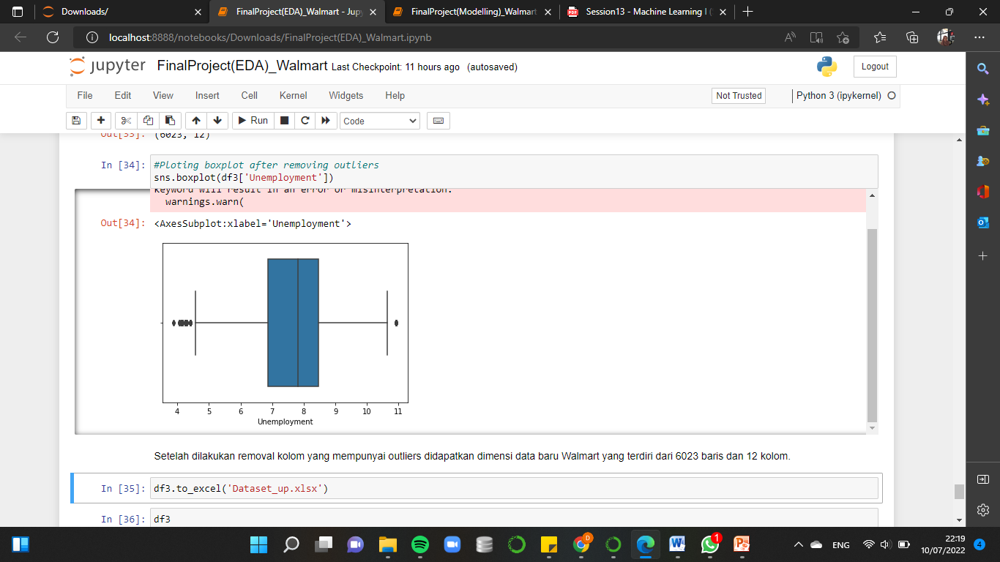 Downloads/
FinalProject(EDA)_Walmart - Jup
FinalProject(Modelling)_Walmart
PDF
Session13 - Machine Learning I (
localhost:8888/notebooks/Downloads/FinalProject(EDA)_Walmart.ipynb
jupyter FinalProject(EDA)_Walmart Last Checkpoint: 11 hours ago (autosaved)
Logout
File Edit View Insert Cell Kernel Widgets Help
Not Trusted
Python 3 (ipykernel)
Run
Code
Out[33]: (6023, 12)
In [34]: #Ploting boxplot after removing outliers
sns.boxplot(df3['Unemployment'])
keyword will result in an error or misinterpretation.
warnings.warn(
Out[34]: <AxesSubplot:xlabel='Unemployment'>
4 5 6 7 8 9 10 11
Unemployment
Setelah dilakukan removal kolom yang mempunyai outliers didapatkan dimensi data baru Walmart yang terdiri dari 6023 baris dan 12 kolom.
In [35]: df3.to_excel('Dataset_up.xlsx')
In [36]: df3
D
1
ENG
22:19
10/07/2022
4